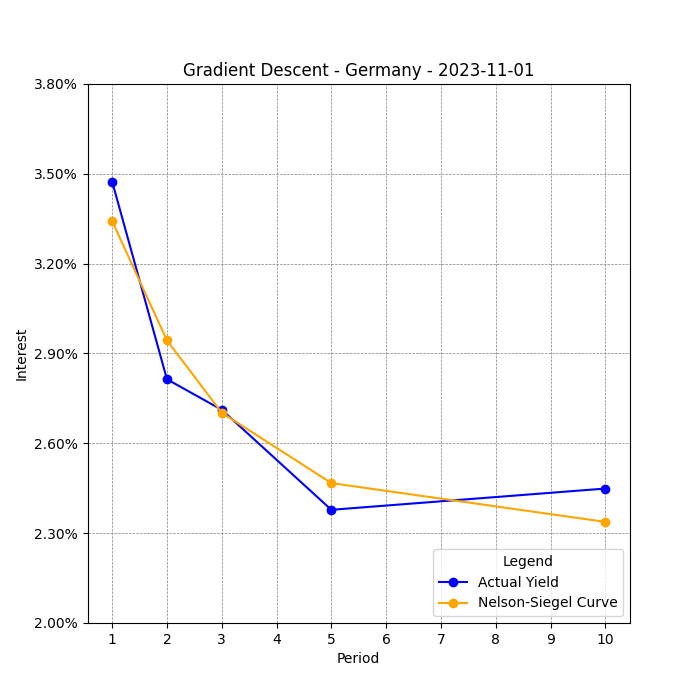 Gradient Descent - Germany - 2023-11-01
3.80%
3.50%
3.20%
2.90%
2.60%
2.30%
2.00%
Interest
Legend
Actual Yield
Nelson-Siegel Curve
1 2 3 4 5 6 7 8 9 10
Period